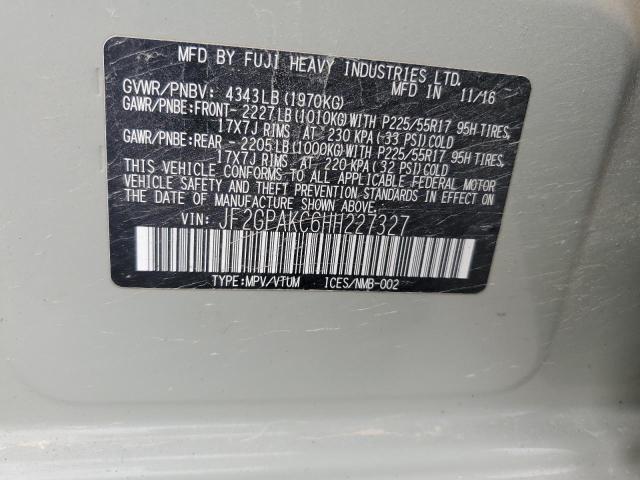 MFD BY FUJI HEAVY INDUSTRIES LTD.
GVWR/PNBV: 4343LB(1970KG) MFD IN 11/16
GAWR/PNBE:FRONT- 2227LB(1010KG)WITH P225/55R17 95H TIRES,
17X7J RIMS AT 230 KPA(33 PSI)COLD
GAWR/PNBE:REAR - 2205LB(1000KG)WITH P225/55R17 95H TIRES,
17X7J RIMS AT 220 KPA(32 PSI)COLD
THIS VEHICLE CONFORMS TO ALL APPLICABLE FEDERAL MOTOR
VEHICLE SAFETY AND THEFT PREVENTION STANDARDS IN EFFECT ON
THE DATE OF MANUFACTURE SHOWN ABOVE.
VIN: JF2GPAKC6HH227327
TYPE:MPV/VTUM ICES/NMB-002